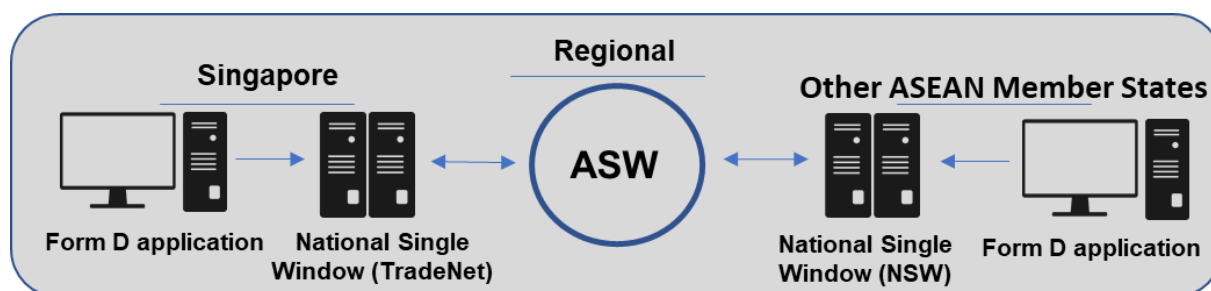 Regional
Singapore
Other ASEAN Member States
ASW
Form D application
National Single
Window (TradeNet)
National Single
Window (NSW)
Form D application